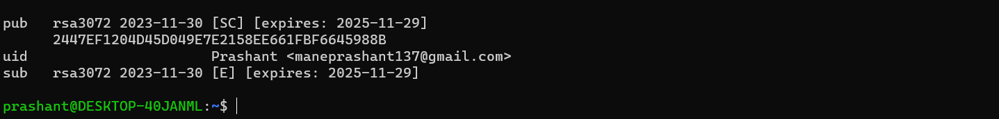 pub   rsa3072 2023-11-30 [SC] [expires: 2025-11-29]
      2447EF1204D45D049E7E2158EE661FBF6645988B
uid                Prashant <maneprashant137@gmail.com>
sub   rsa3072 2023-11-30 [E] [expires: 2025-11-29]
prashant@DESKTOP-40JANML:~$